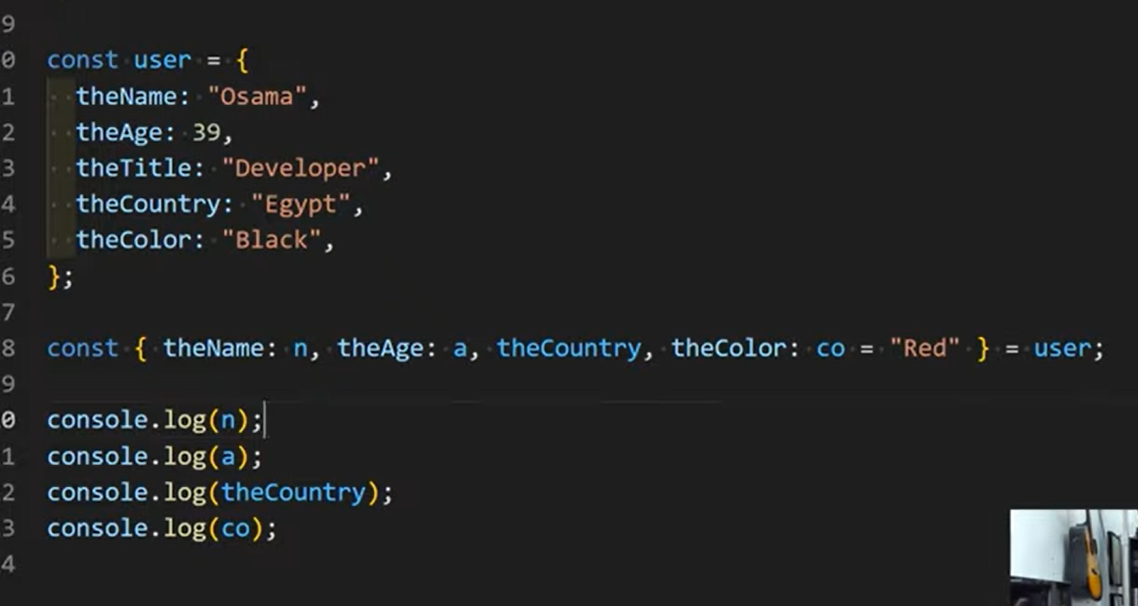 9
0 const user = {
1 theName: "Osama",
2 theAge: 39,
3 theTitle: "Developer",
4 theCountry: "Egypt",
5 theColor: "Black",
6 };
7
8 const { theName: n, theAge: a, theCountry, theColor: co = "Red" } = user;
9
0 console.log(n);
1 console.log(a);
2 console.log(theCountry);
3 console.log(co);
4